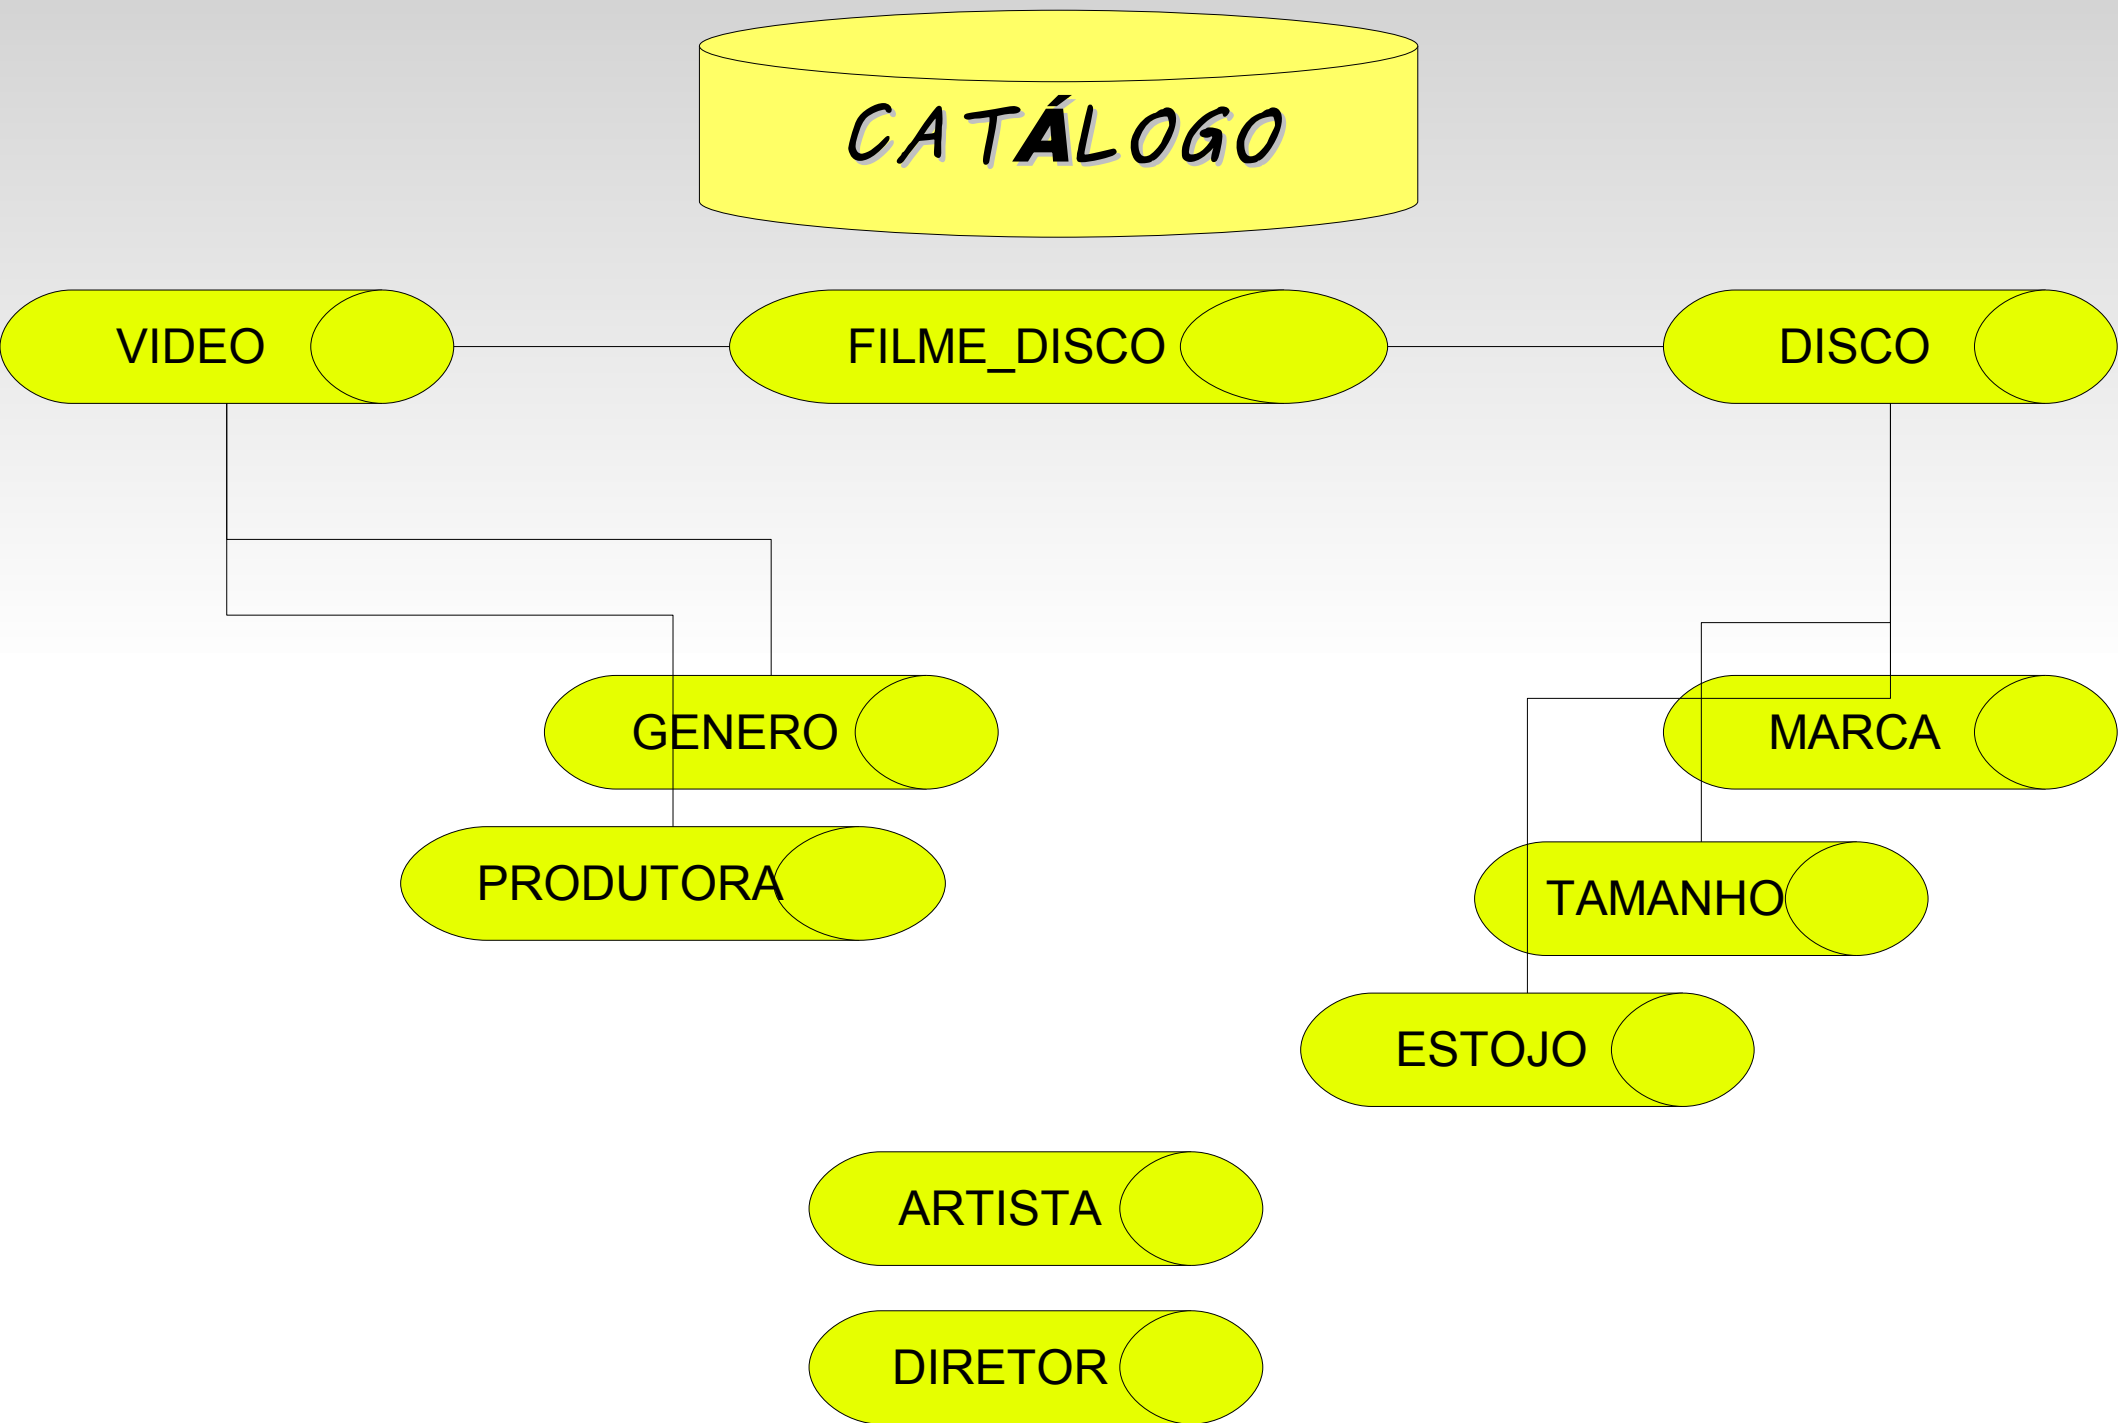 CATÁLOGO
VIDEO
FILME_DISCO
DISCO
GENERO
MARCA
PRODUTORA
TAMANHO
ESTOJO
ARTISTA
DIRETOR